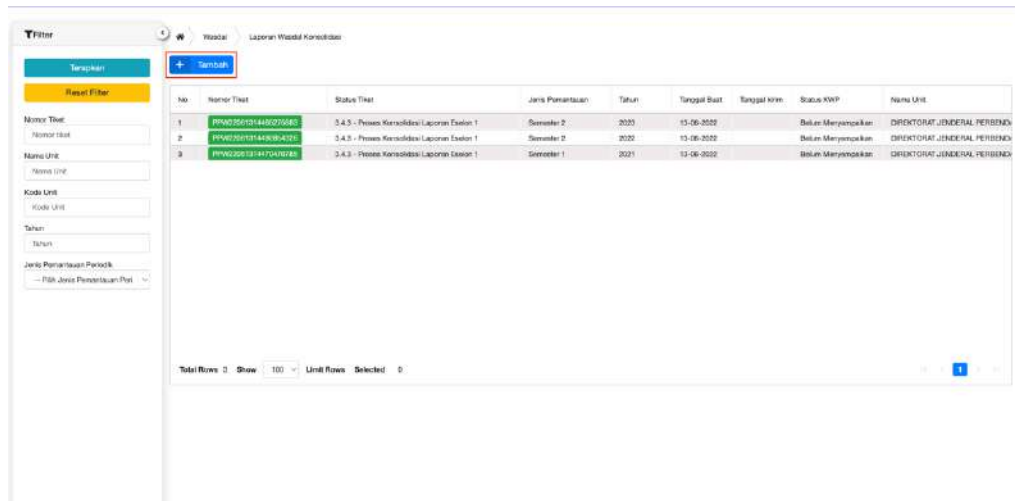 Filter
Wasdal
Laporan Wasdal Konsolidasi
Terapkan
Reset Filter
+ Tambah
Nomor Tiket
Nomor tiket
Nama Unit
Nama Unit
Kode Unit
Kode Unit
Tahun
Tahun
Jenis Pemantauan Periodik
-- Pilih Jenis Pemantauan Peri
No Nomor Tiket Status Tiket Jenis Pemantauan Tahun Tanggal Buat Tanggal kirim Status KWP Nama Unit
1 3.4.3 - Proses Konsolidasi Laporan Eselon 1 Semester 2 2020 13-06-2022 Belum Menyampaikan DIREKTORAT JENDERAL PERBEND
2 3.4.3 - Proses Konsolidasi Laporan Eselon 1 Semester 2 2022 13-06-2022 Belum Menyampaikan DIREKTORAT JENDERAL PERBEND
3 3.4.3 - Proses Konsolidasi Laporan Eselon 1 Semester 1 2021 13-06-2022 Belum Menyampaikan DIREKTORAT JENDERAL PERBEND
Total Rows 3 Show 100 Limit Rows Selected 0
1